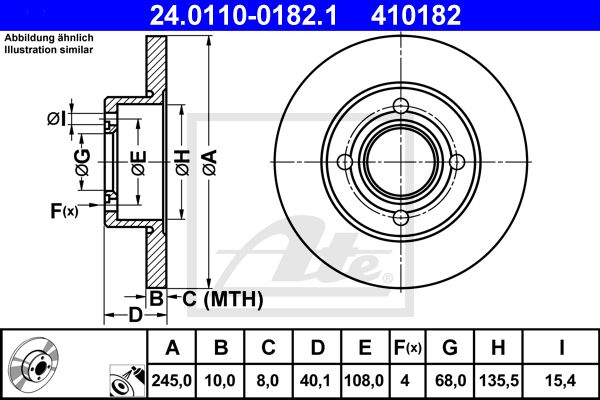 24.0110-0182.1 410182
Abbildung ähnlich
Illustration similar
ØI
ØG
ØE
ØH
ØA
F(x)
B
C (MTH)
D
Ate
A B C D E F(x) G H I
245,0 10,0 8,0 40,1 108,0 4 68,0 135,5 15,4